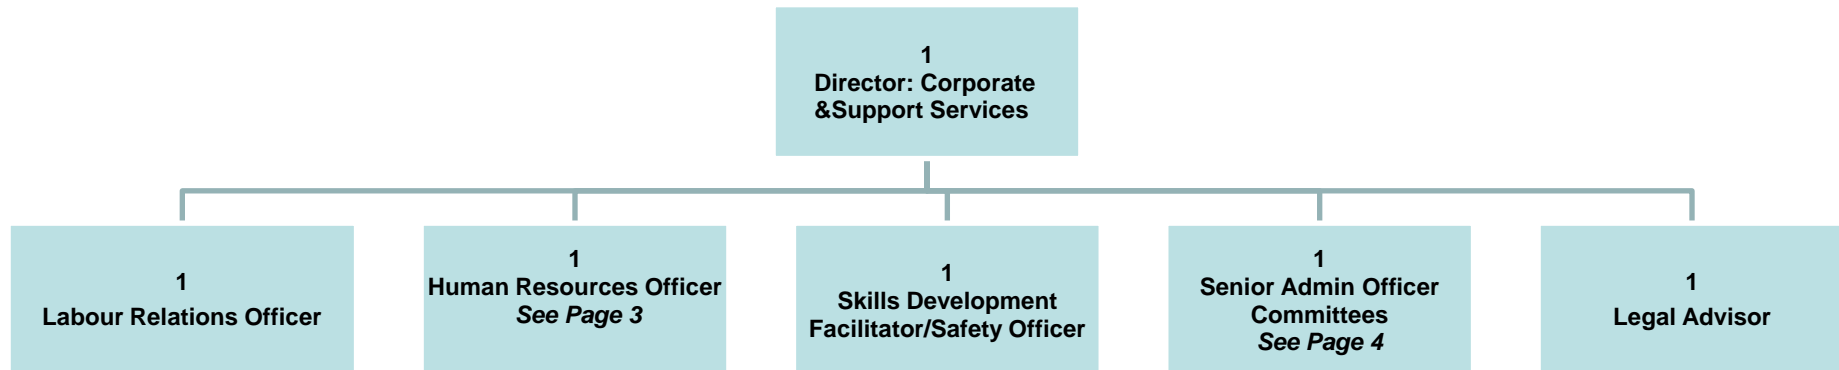 1
Director: Corporate
&Support Services
1
Labour Relations Officer
1
Human Resources Officer
See Page 3
1
Skills Development
Facilitator/Safety Officer
1
Senior Admin Officer
Committees
See Page 4
1
Legal Advisor